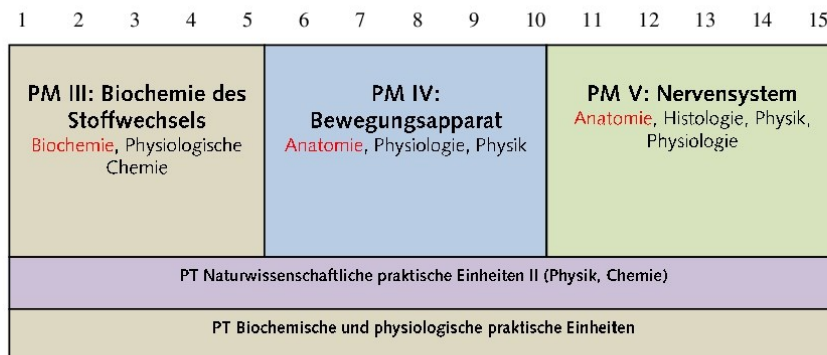 1 2 3 4 5 6 7 8 9 10 11 12 13 14 15
PM III: Biochemie des
Stoffwechsels
Biochemie, Physiologische
Chemie
PM IV:
Bewegungsapparat
Anatomie, Physiologie, Physik
PM V: Nervensystem
Anatomie, Histologie, Physik,
Physiologie
PT Naturwissenschaftliche praktische Einheiten II (Physik, Chemie)
PT Biochemische und physiologische praktische Einheiten